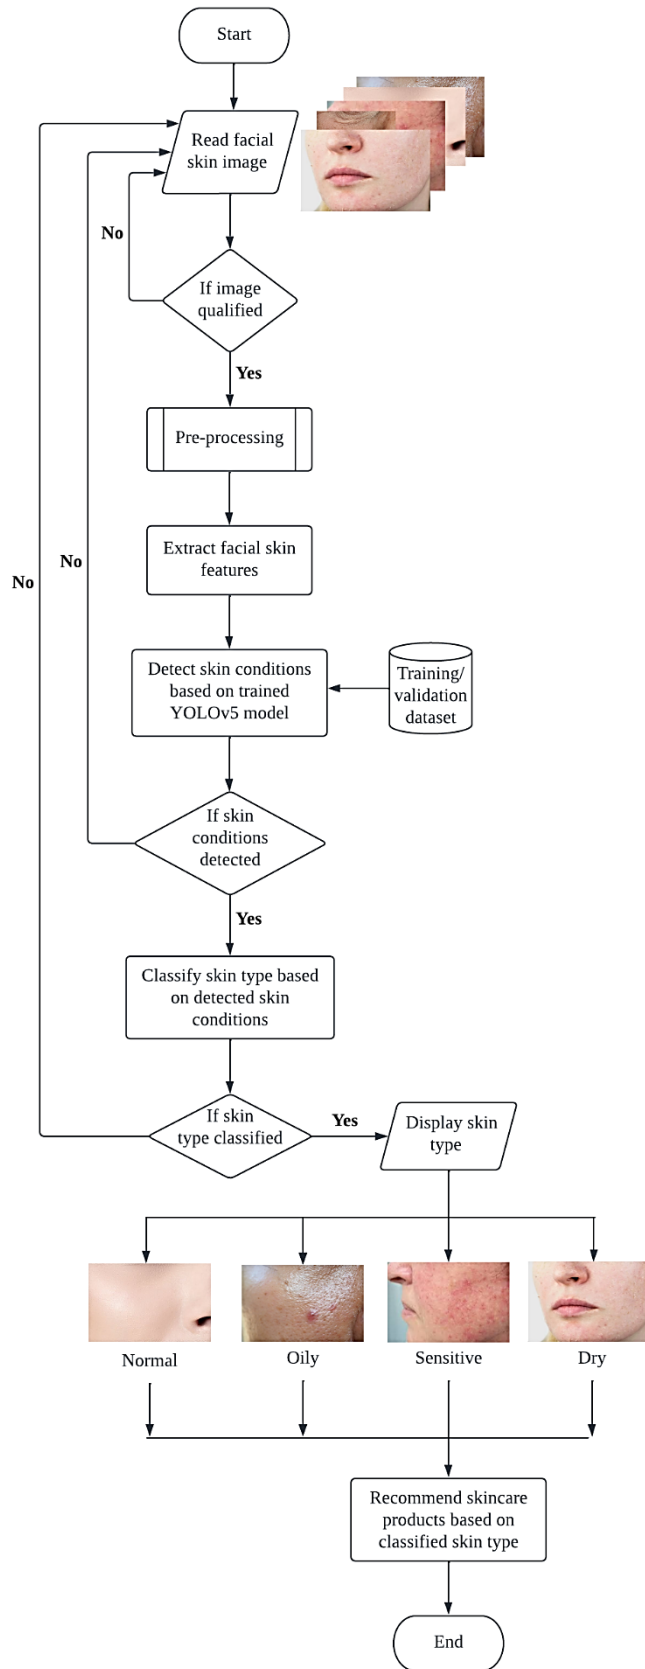 Start
Read facial
skin image
No
If image
qualified
Yes
Pre-processing
Extract facial skin
features
No
No
Detect skin conditions
based on trained
YOLOv5 model
Training/
validation
dataset
If skin
conditions
detected
Yes
Classify skin type based
on detected skin
conditions
If skin
type classified
Yes
Display skin
type
Normal
Oily
Sensitive
Dry
Recommend skincare
products based on
classified skin type
End